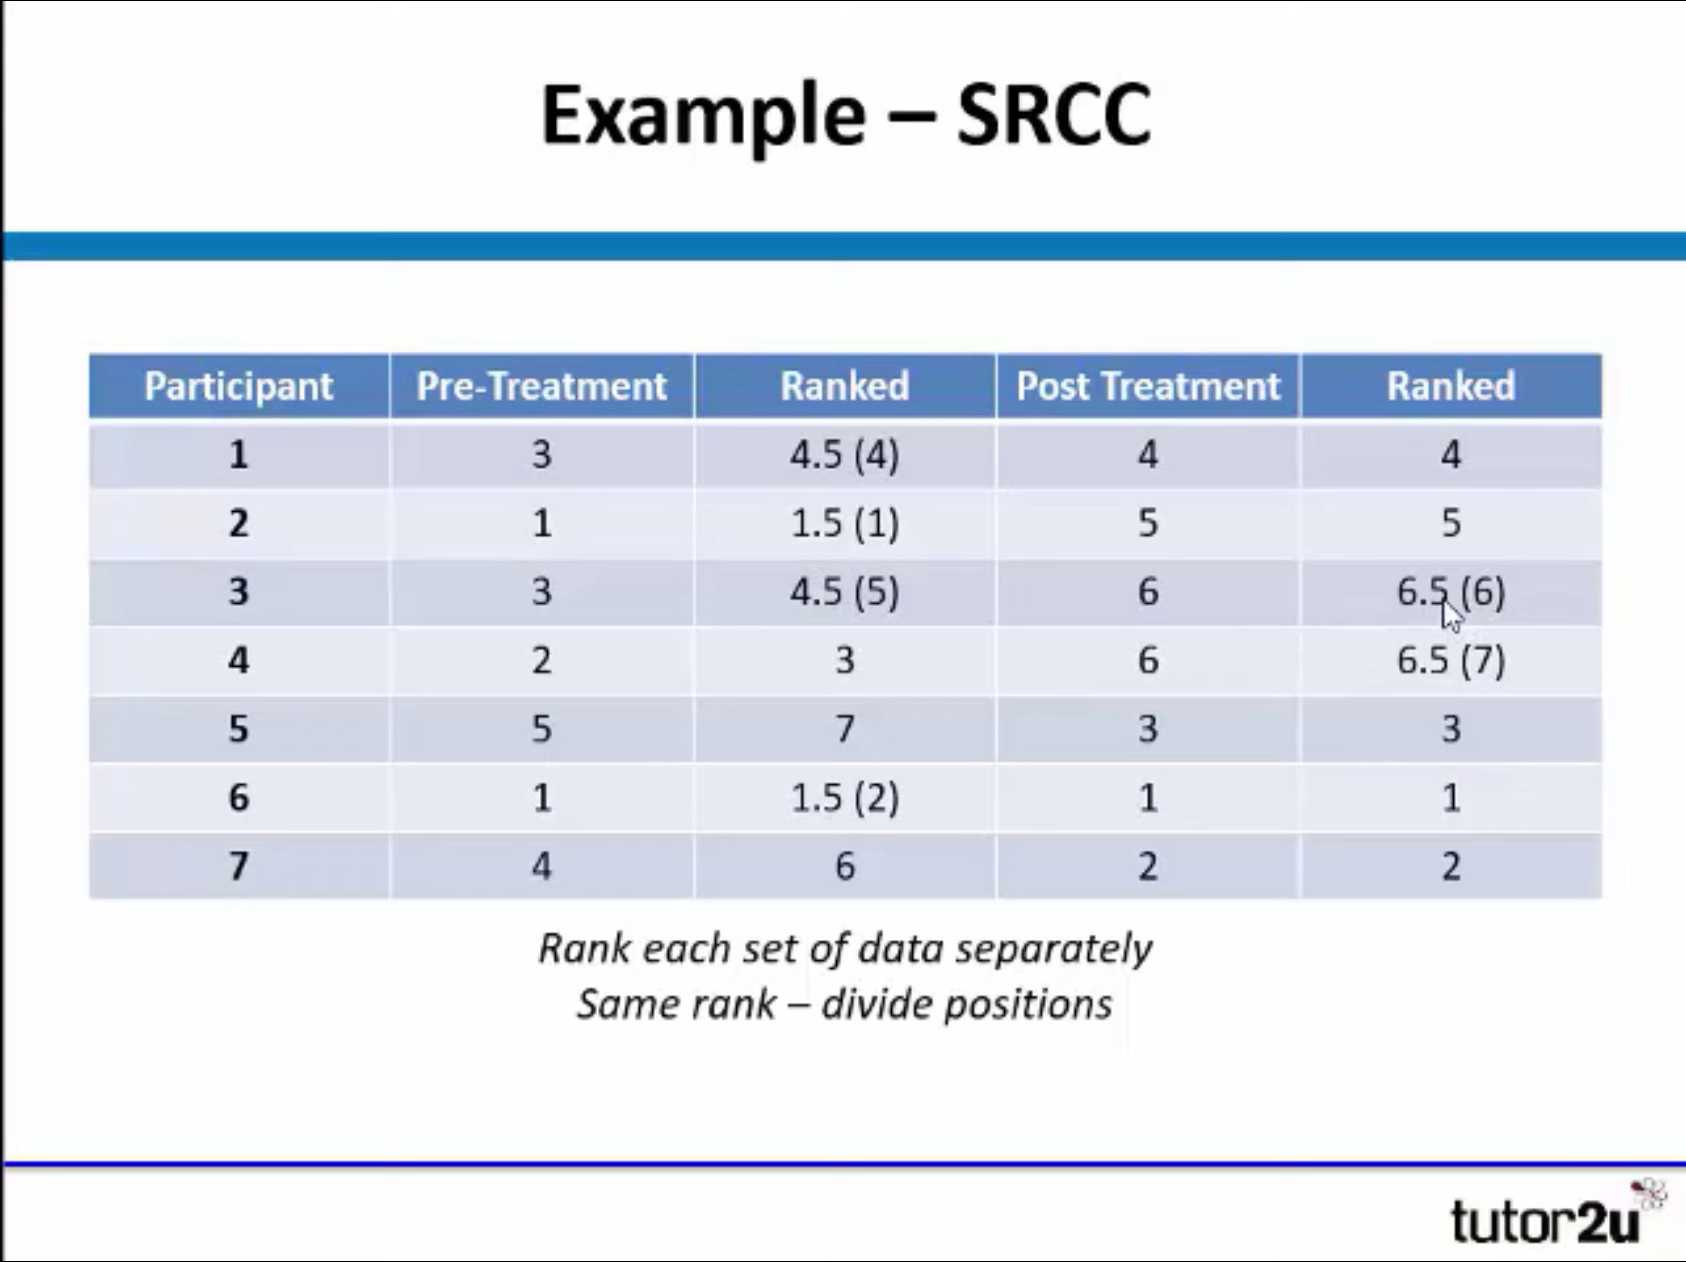 Example – SRCC
Participant Pre-Treatment Ranked Post Treatment Ranked
1 3 4.5 (4) 4 4
2 1 1.5 (1) 5 5
3 3 4.5 (5) 6 6.5 (6)
4 2 3 6 6.5 (7)
5 5 7 3 3
6 1 1.5 (2) 1 1
7 4 6 2 2
Rank each set of data separately
Same rank – divide positions
tutor2u